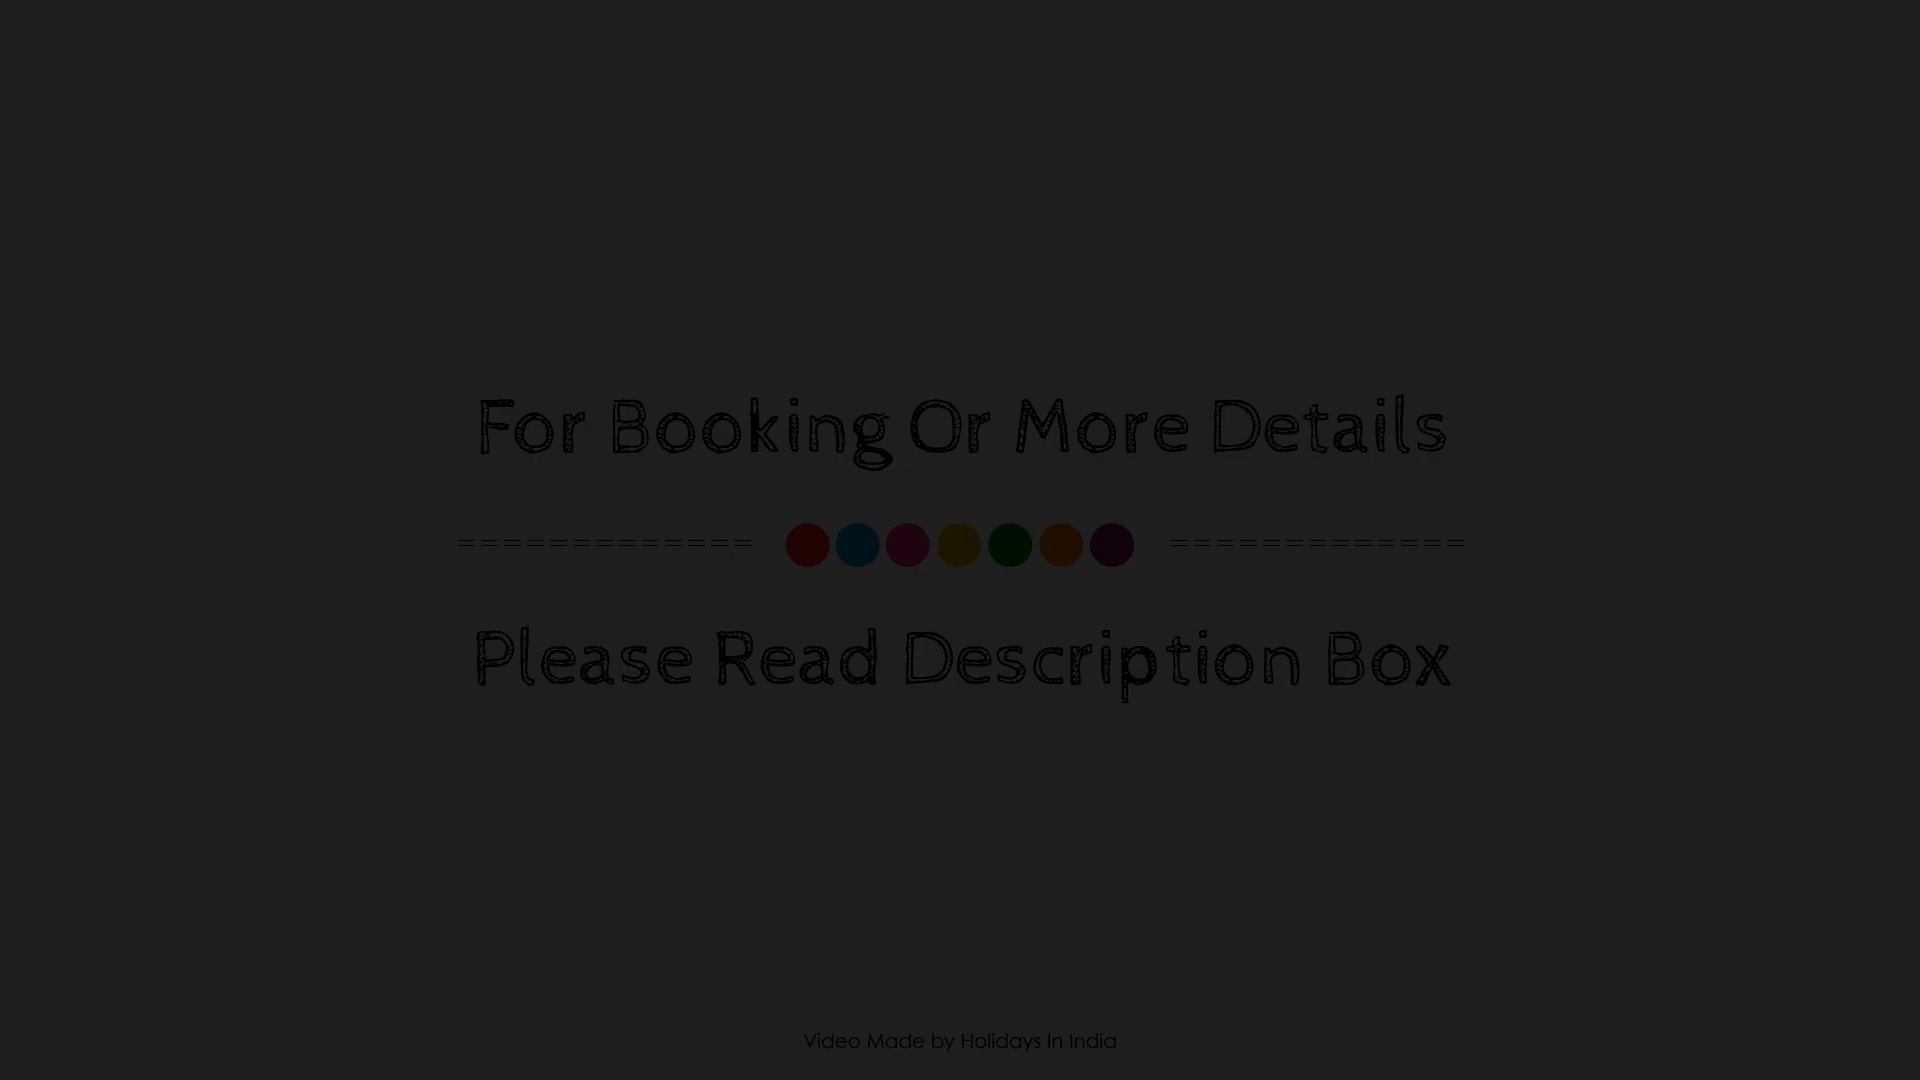 For Booking Or More Details
============= =============
Please Read Description Box
Video Made by Holidays In India